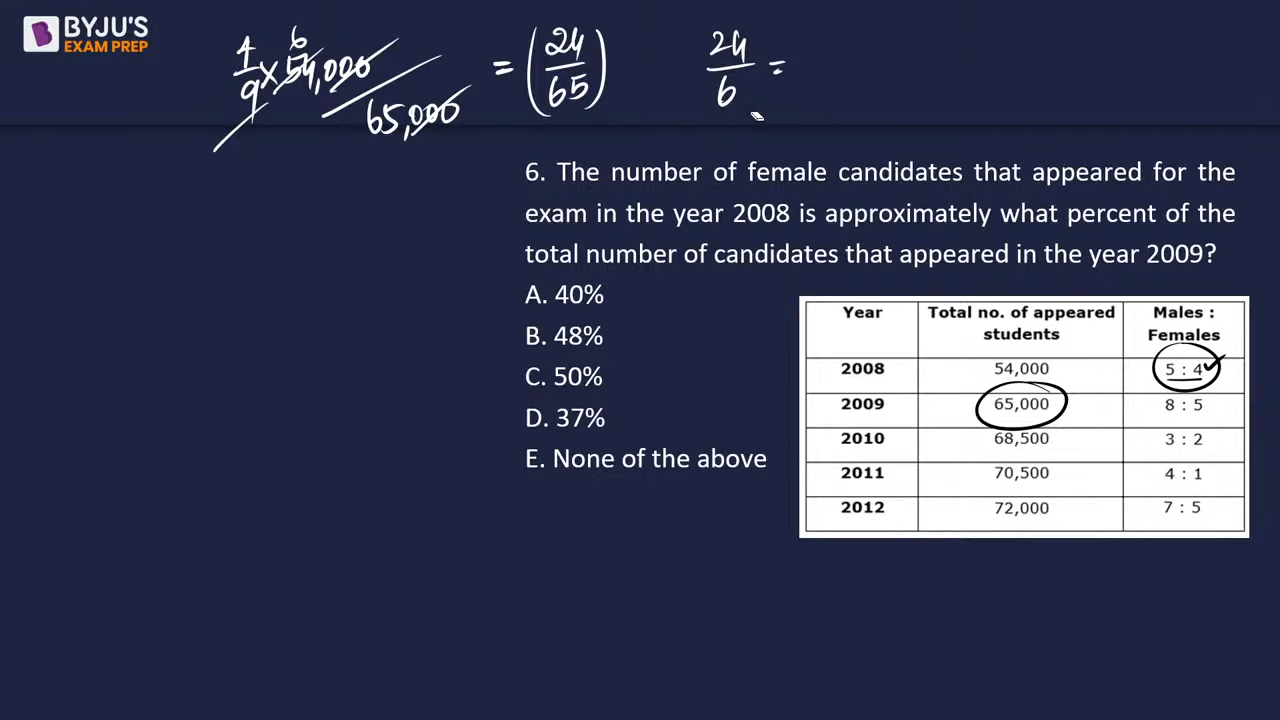 BYJU'S
EXAM PREP
4/9 × 54,000 6 / 65,000 = (24/65) 24/6 =
6. The number of female candidates that appeared for the
exam in the year 2008 is approximately what percent of the
total number of candidates that appeared in the year 2009?
A. 40%
B. 48%
C. 50%
D. 37%
E. None of the above
Year Total no. of appeared students Males : Females
2008 54,000 5 : 4
2009 65,000 8 : 5
2010 68,500 3 : 2
2011 70,500 4 : 1
2012 72,000 7 : 5